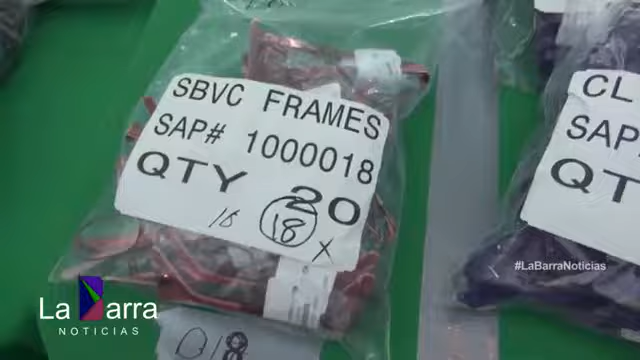 SBVC FRAMES
SAP# 1000018
QTY 20
16
18
X
CL
SAP
QT
#LaBarraNoticias
La Barra
NOTICIAS